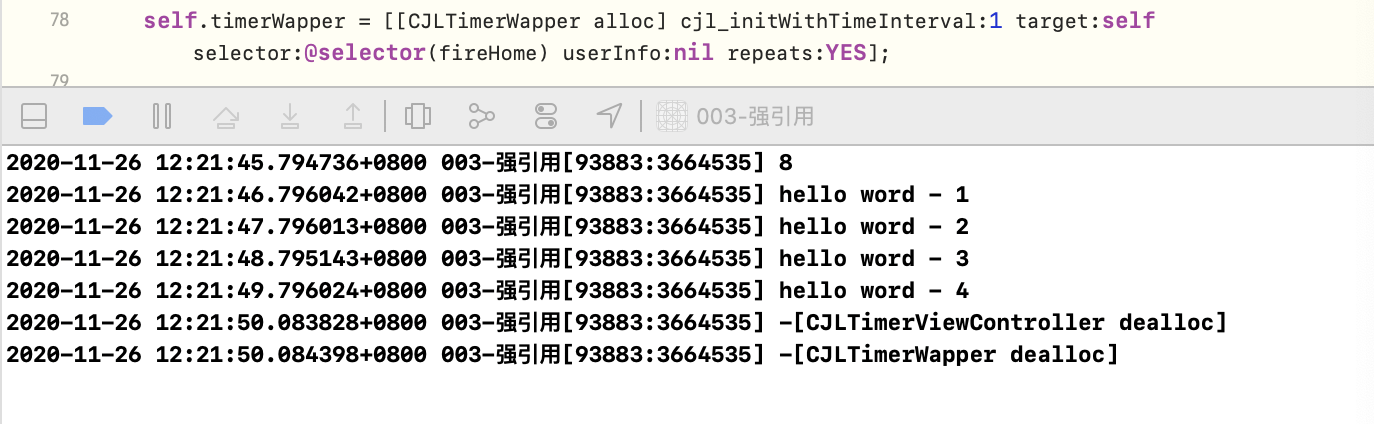 78 self.timerWapper = [[CJLTimerWapper alloc] cjl_initWithTimeInterval:1 target:self
selector:@selector(fireHome) userInfo:nil repeats:YES];
79
003-强引用
2020-11-26 12:21:45.794736+0800 003-强引用[93883:3664535] 8
2020-11-26 12:21:46.796042+0800 003-强引用[93883:3664535] hello word - 1
2020-11-26 12:21:47.796013+0800 003-强引用[93883:3664535] hello word - 2
2020-11-26 12:21:48.795143+0800 003-强引用[93883:3664535] hello word - 3
2020-11-26 12:21:49.796024+0800 003-强引用[93883:3664535] hello word - 4
2020-11-26 12:21:50.083828+0800 003-强引用[93883:3664535] -[CJLTimerViewController dealloc]
2020-11-26 12:21:50.084398+0800 003-强引用[93883:3664535] -[CJLTimerWapper dealloc]